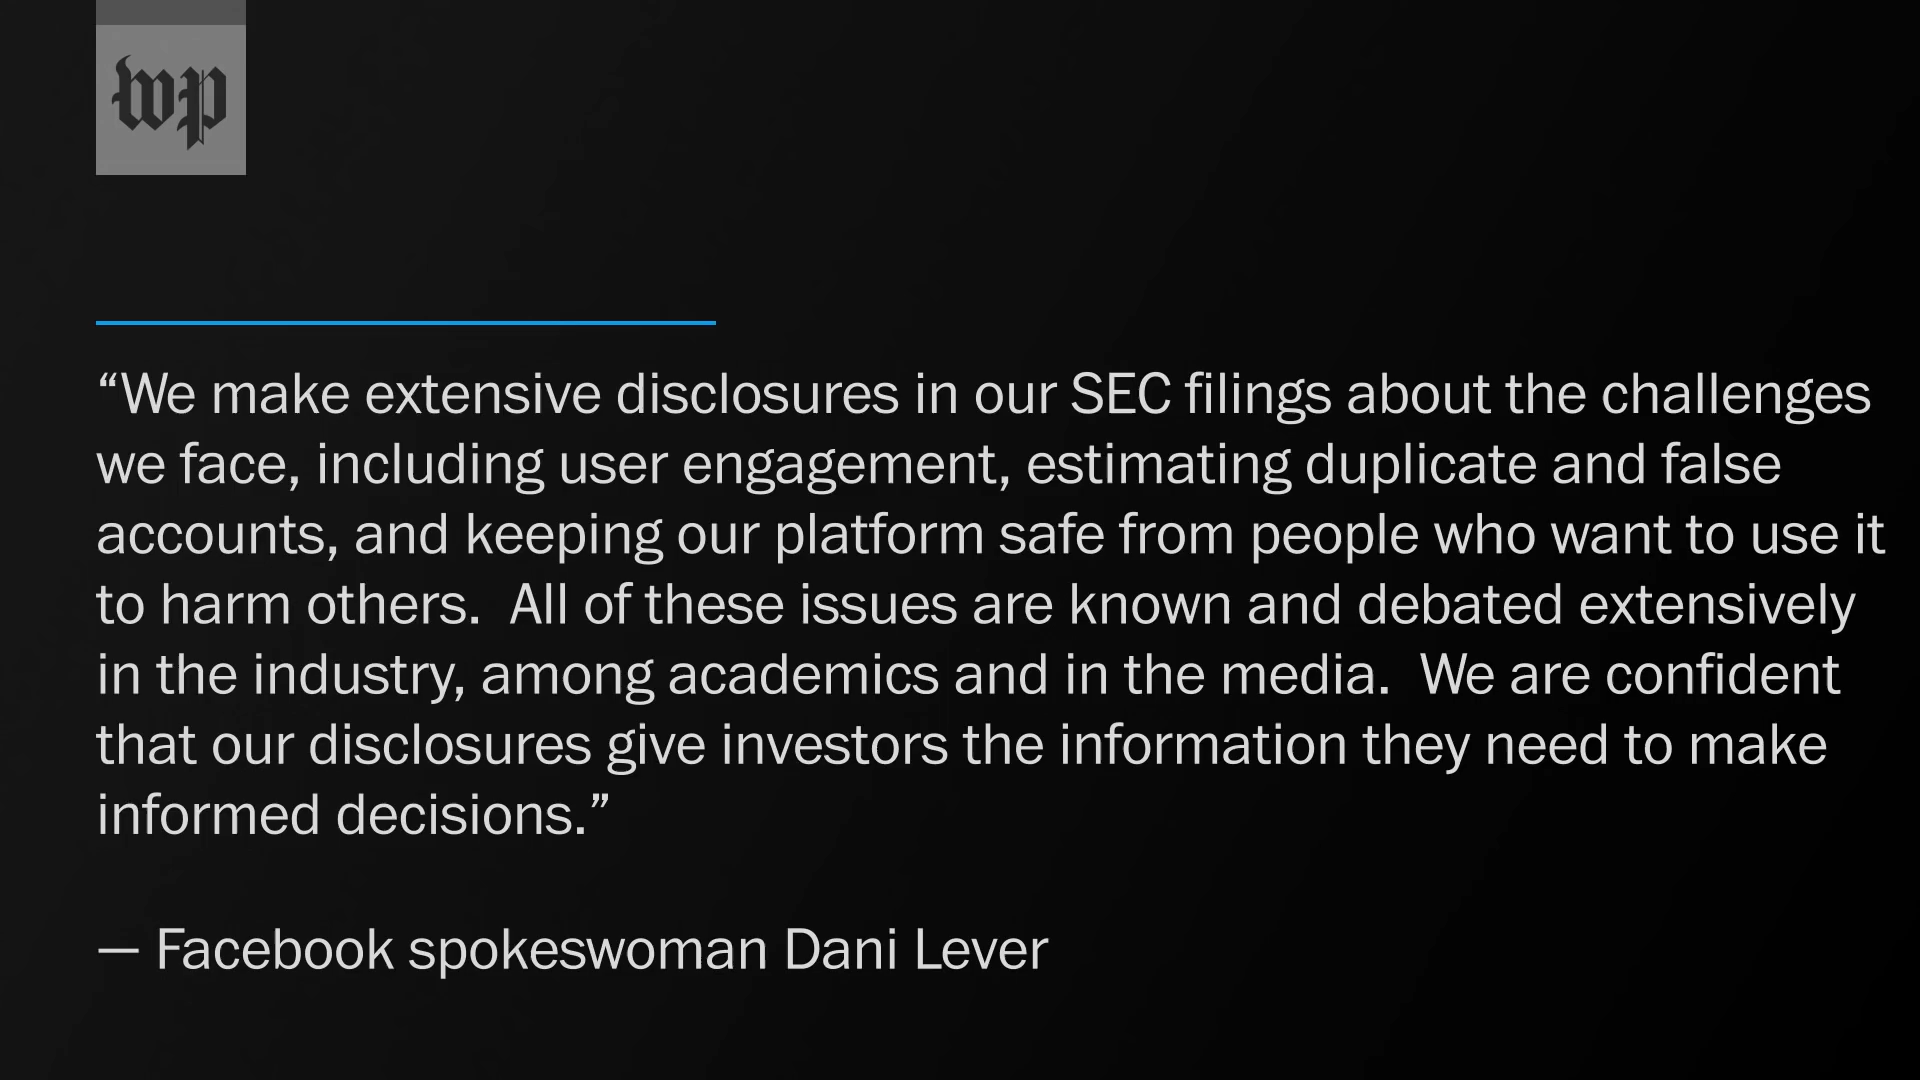 wp
“We make extensive disclosures in our SEC filings about the challenges
we face, including user engagement, estimating duplicate and false
accounts, and keeping our platform safe from people who want to use it
to harm others.  All of these issues are known and debated extensively
in the industry, among academics and in the media.  We are confident
that our disclosures give investors the information they need to make
informed decisions.”
— Facebook spokeswoman Dani Lever